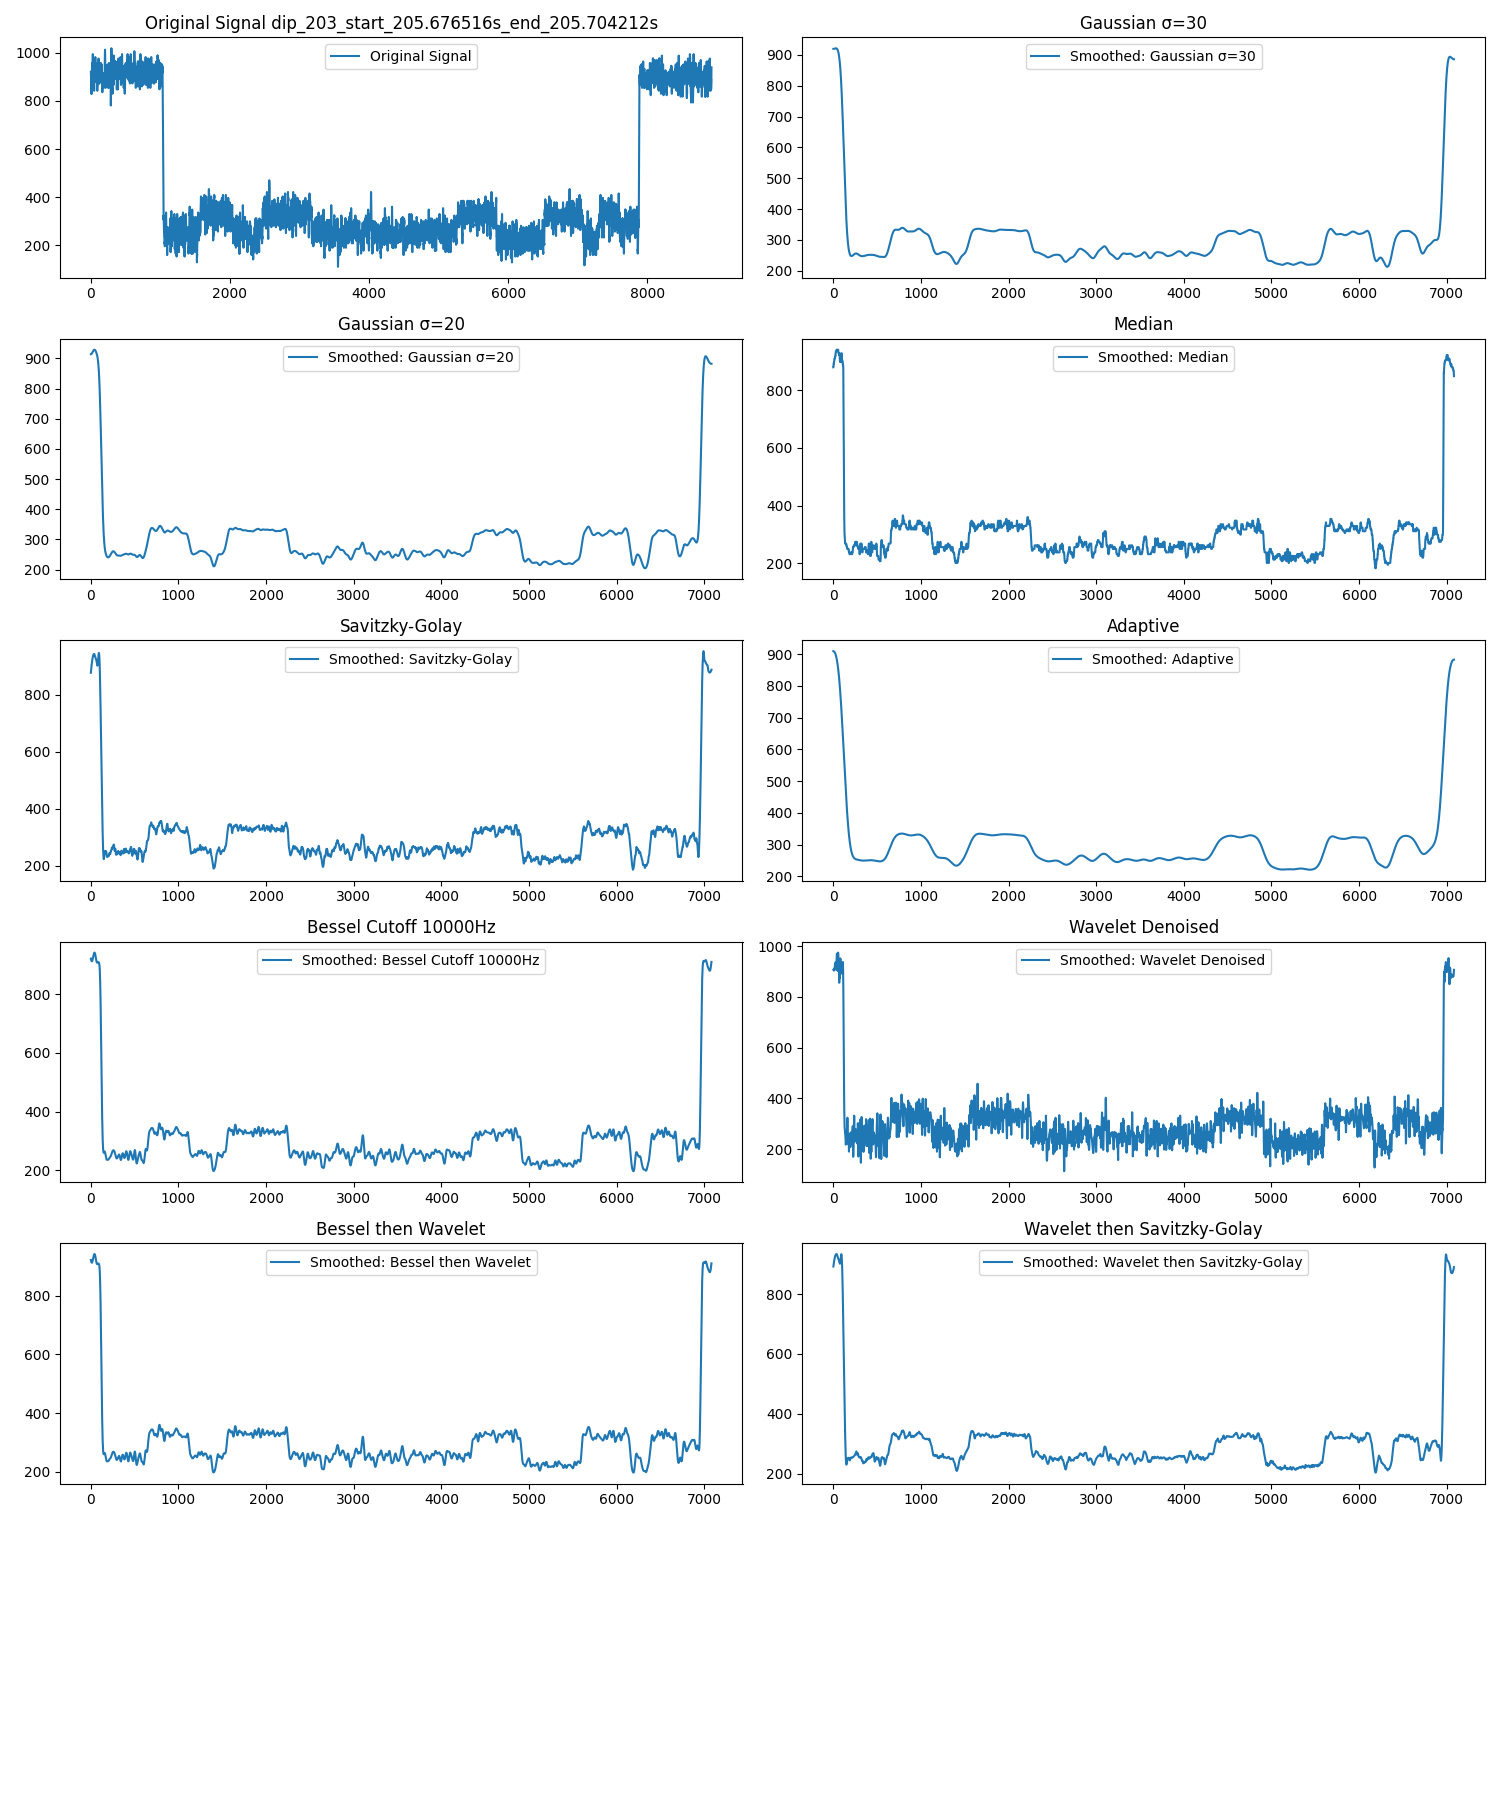 Original Signal dip_203_start_205.676516s_end_205.704212s
Original Signal
1000
800
600
400
200
0 2000 4000 6000 8000
Gaussian σ=30
Smoothed: Gaussian σ=30
900
800
700
600
500
400
300
200
0 1000 2000 3000 4000 5000 6000 7000
Gaussian σ=20
Smoothed: Gaussian σ=20
900
800
700
600
500
400
300
200
0 1000 2000 3000 4000 5000 6000 7000
Median
Smoothed: Median
800
600
400
200
0 1000 2000 3000 4000 5000 6000 7000
Savitzky-Golay
Smoothed: Savitzky-Golay
800
600
400
200
0 1000 2000 3000 4000 5000 6000 7000
Adaptive
Smoothed: Adaptive
900
800
700
600
500
400
300
200
0 1000 2000 3000 4000 5000 6000 7000
Bessel Cutoff 10000Hz
Smoothed: Bessel Cutoff 10000Hz
800
600
400
200
0 1000 2000 3000 4000 5000 6000 7000
Wavelet Denoised
Smoothed: Wavelet Denoised
1000
800
600
400
200
0 1000 2000 3000 4000 5000 6000 7000
Bessel then Wavelet
Smoothed: Bessel then Wavelet
800
600
400
200
0 1000 2000 3000 4000 5000 6000 7000
Wavelet then Savitzky-Golay
Smoothed: Wavelet then Savitzky-Golay
800
600
400
200
0 1000 2000 3000 4000 5000 6000 7000